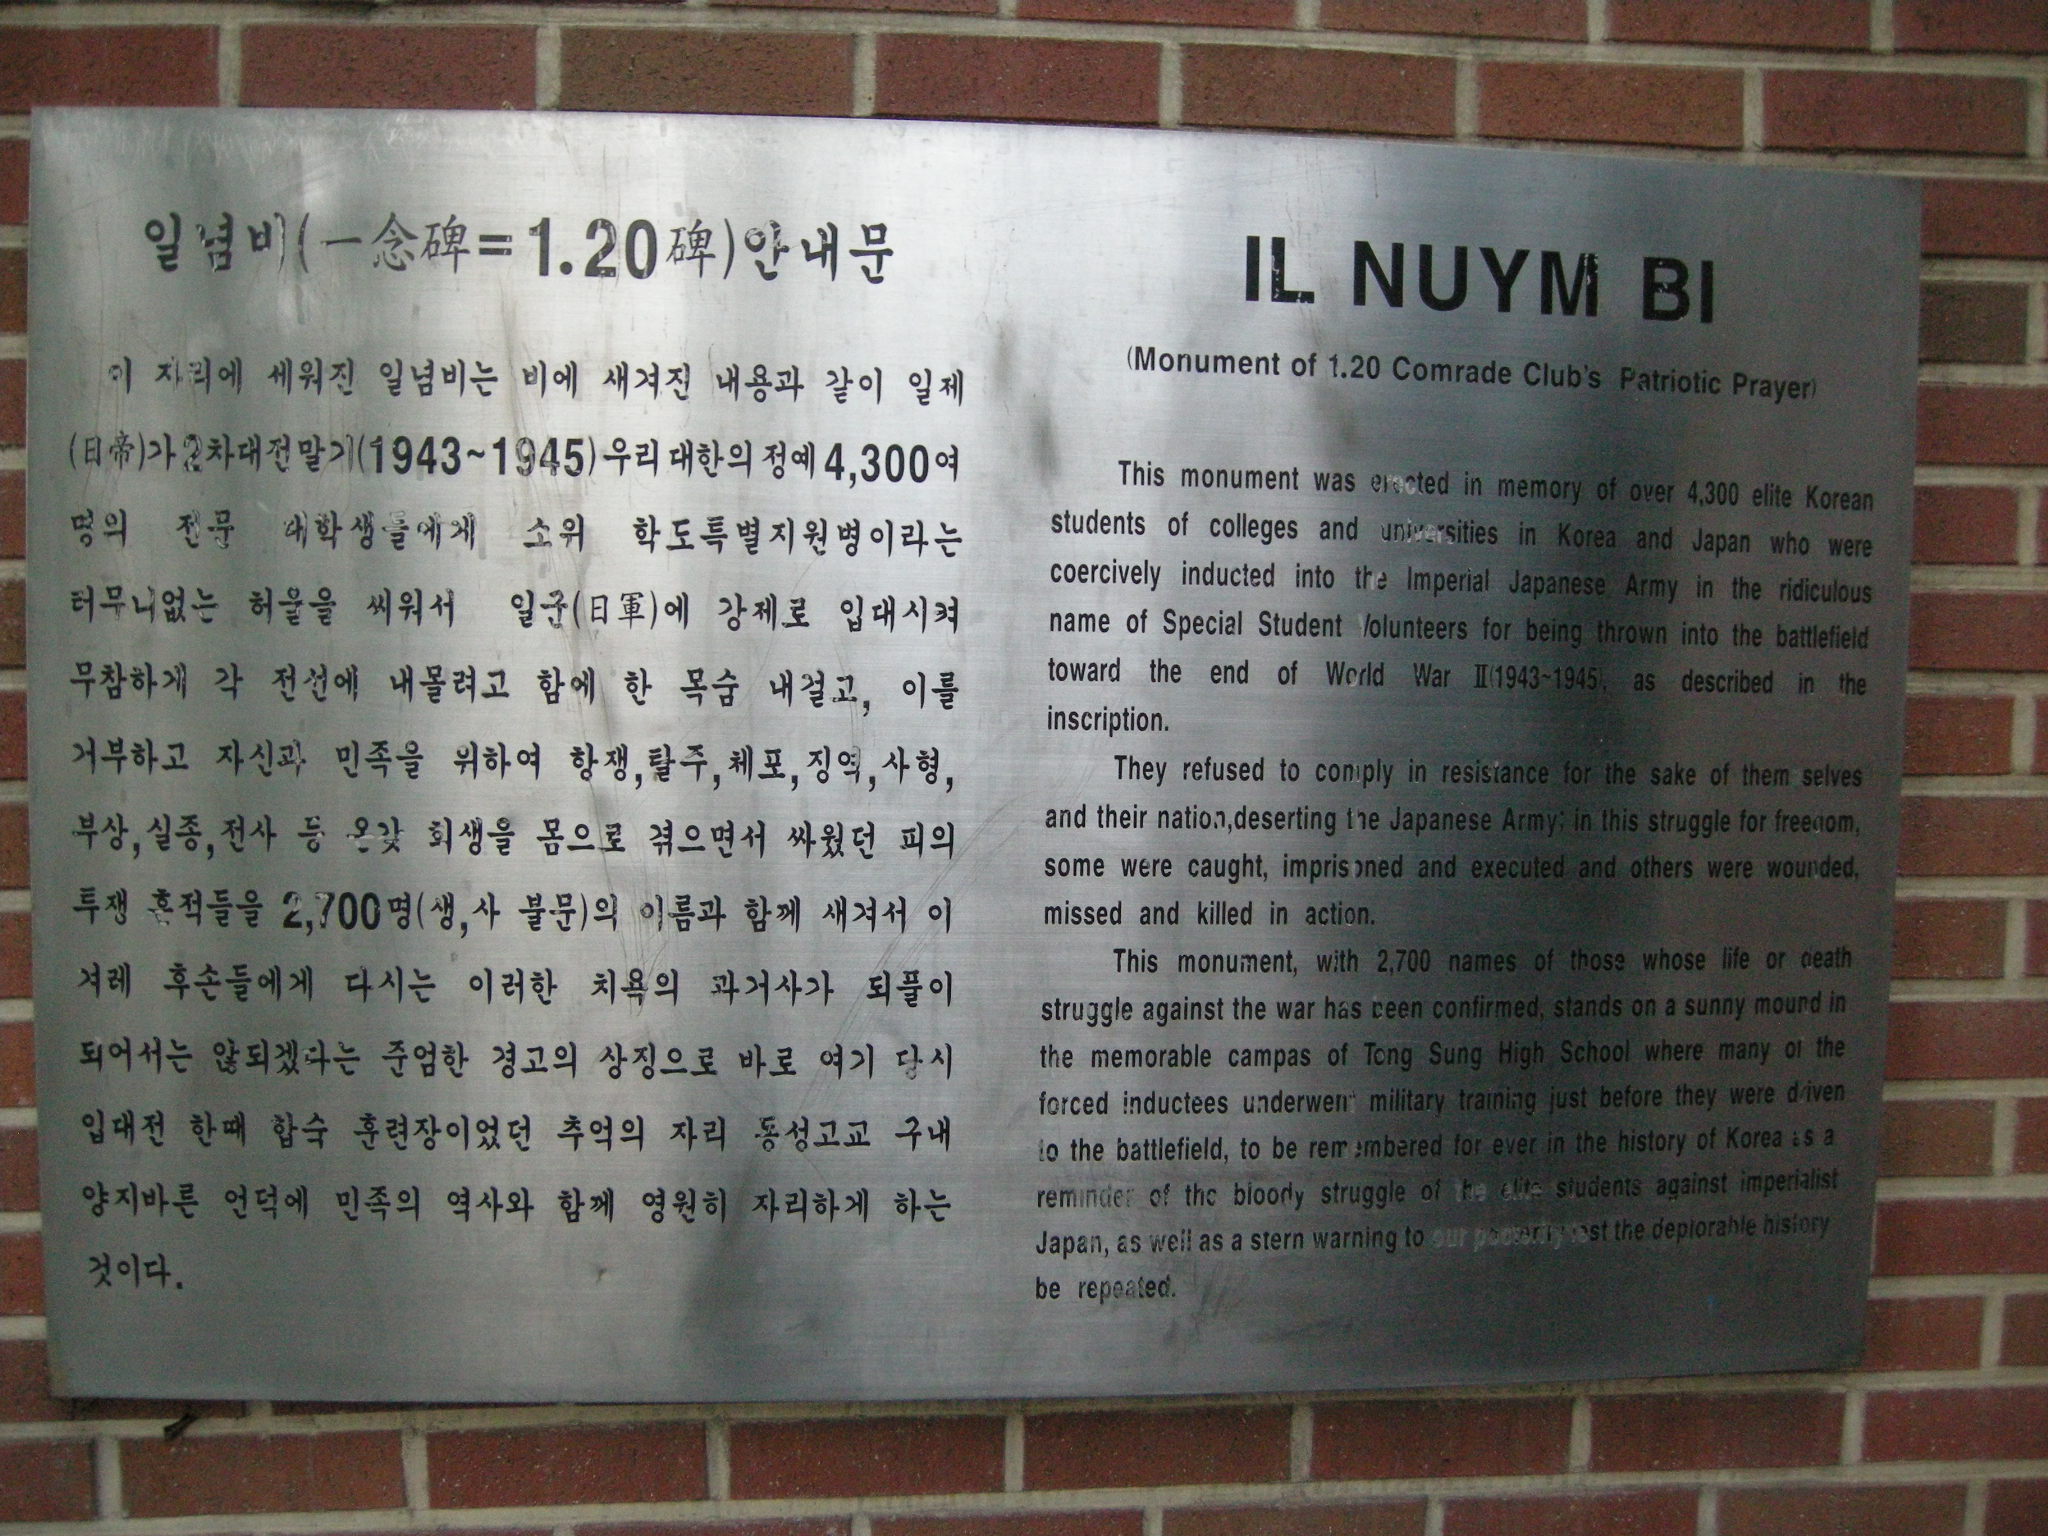 일념비(一念碑=1.20碑)안내문
이 자리에 세워진 일념비는 비에 새겨진 내용과 같이 일제
(日帝)가 2차대전말기(1943~1945)우리 대한의 정예 4,300여
명의 전문 대학생들에게 소위 학도특별지원병이라는
터무니없는 허울을 씌워서 일군(日軍)에 강제로 입대시켜
무참하게 각 전선에 내몰려고 함에 한 목숨 내걸고, 이를
거부하고 자신과 민족을 위하여 항쟁,탈주,체포,징역,사형,
부상,실종,전사 등 온갖 희생을 몸으로 겪으면서 싸웠던 피의
투쟁 흔적들을 2,700명(생,사 불문)의 이름과 함께 새겨서 이
겨레 후손들에게 다시는 이러한 치욕의 과거사가 되풀이
되어서는 않되겠다는 준엄한 경고의 상징으로 바로 여기 당시
입대전 한때 합숙 훈련장이었던 추억의 자리 동성고교 구내
양지바른 언덕에 민족의 역사와 함께 영원히 자리하게 하는
것이다.
IL NUYM BI
(Monument of 1.20 Comrade Club's Patriotic Prayer)
This monument was erected in memory of over 4,300 elite Korean
students of colleges and universities in Korea and Japan who were
coercively inducted into the Imperial Japanese Army in the ridiculous
name of Special Student Volunteers for being thrown into the battlefield
toward the end of World War Ⅱ(1943~1945), as described in the
inscription.
They refused to comply in resistance for the sake of them selves
and their nation,deserting the Japanese Army; in this struggle for freedom,
some were caught, imprisoned and executed and others were wounded,
missed and killed in action.
This monument, with 2,700 names of those whose life or death
struggle against the war has been confirmed, stands on a sunny mound in
the memorable campas of Tong Sung High School where many of the
forced inductees underwent military training just before they were driven
to the battlefield, to be remembered for ever in the history of Korea as a
reminder of the bloody struggle of the elite students against imperialist
Japan, as well as a stern warning to our posterity lest the deplorable history
be repeated.